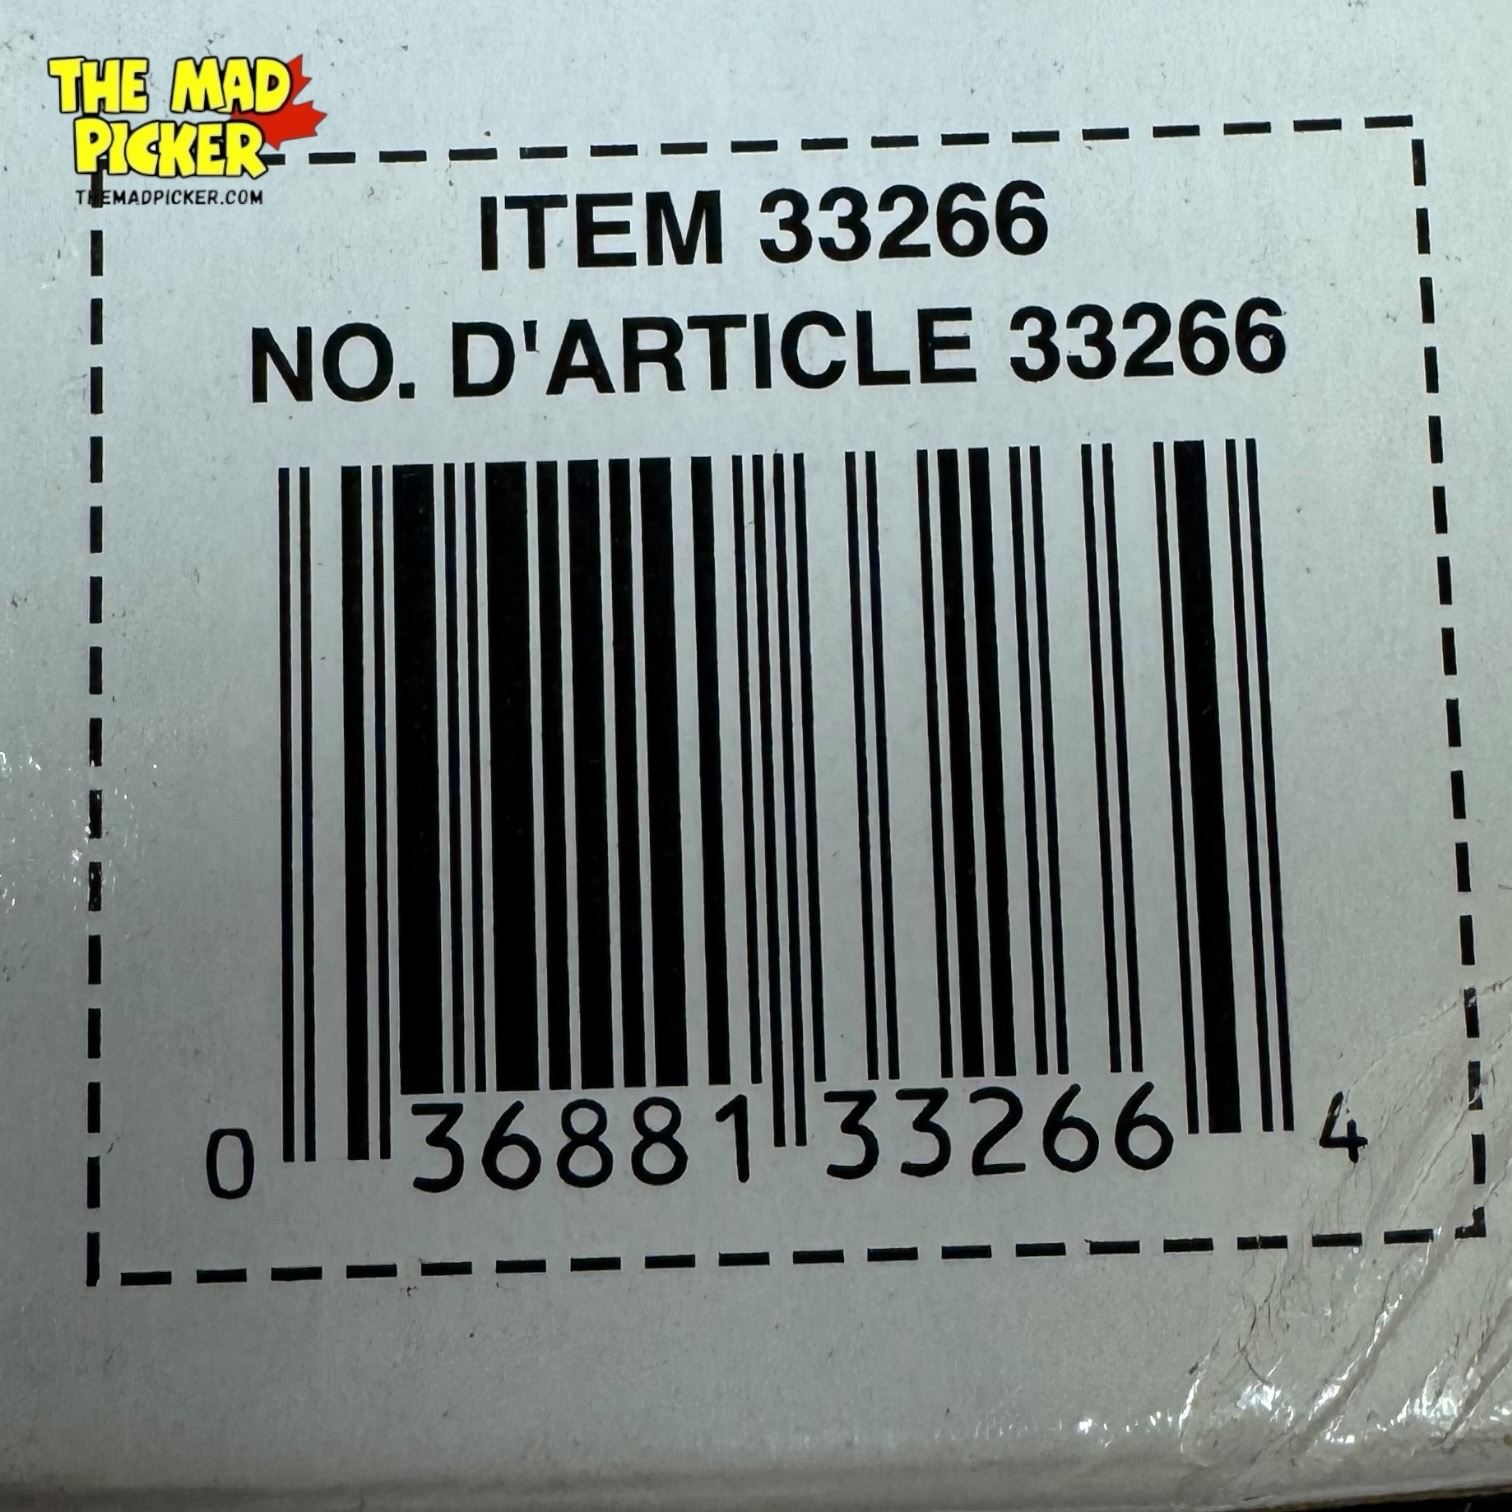 THE MAD
PICKER
THEMADPICKER.COM
ITEM 33266
NO. D'ARTICLE 33266
0 36881 33266 4